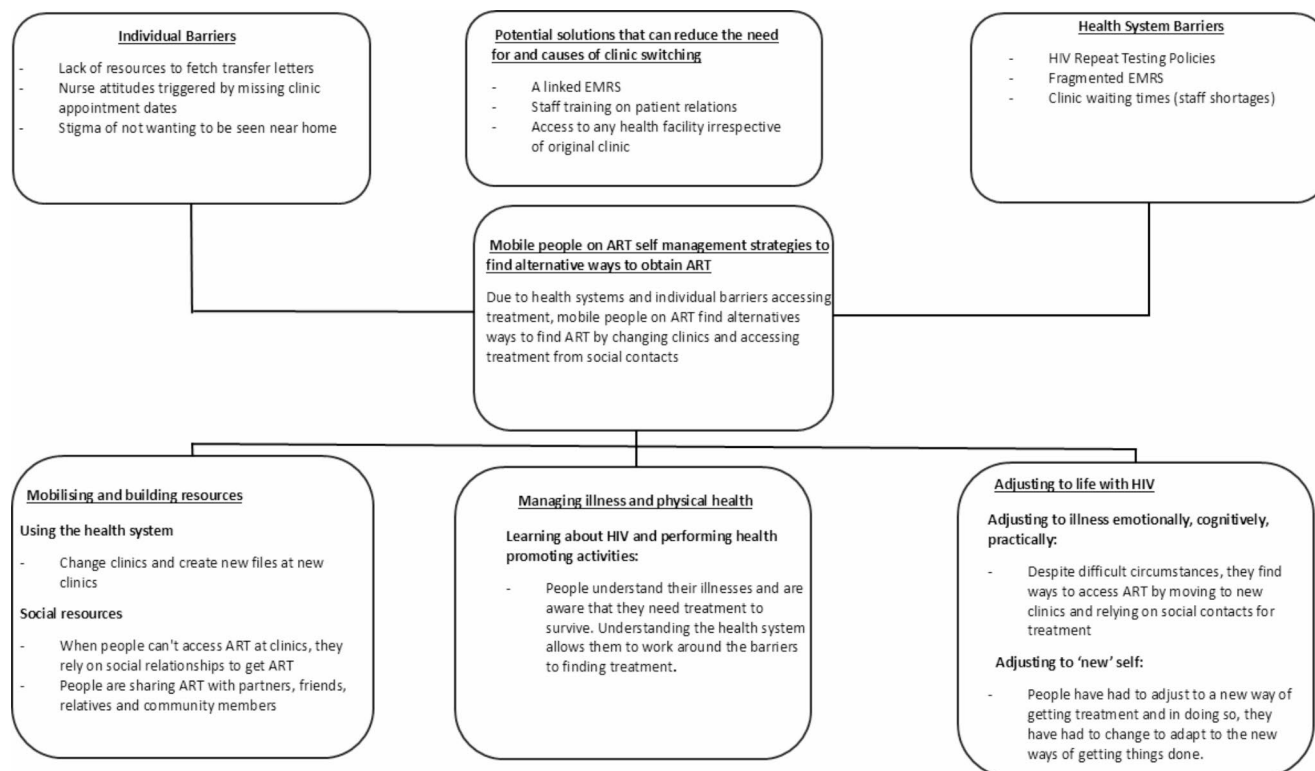 Individual Barriers
- Lack of resources to fetch transfer letters
- Nurse attitudes triggered by missing clinic
appointment dates
- Stigma of not wanting to be seen near home
Potential solutions that can reduce the need
for and causes of clinic switching
- A linked EMRS
- Staff training on patient relations
- Access to any health facility irrespective
of original clinic
Health System Barriers
- HIV Repeat Testing Policies
- Fragmented EMRS
- Clinic waiting times (staff shortages)
Mobile people on ART self management strategies to
find alternative ways to obtain ART
Due to health systems and individual barriers accessing
treatment, mobile people on ART find alternatives
ways to find ART by changing clinics and accessing
treatment from social contacts
Mobilising and building resources
Using the health system
- Change clinics and create new files at new
clinics
Social resources
- When people can't access ART at clinics, they
rely on social relationships to get ART
- People are sharing ART with partners, friends,
relatives and community members
Managing illness and physical health
Learning about HIV and performing health
promoting activities:
- People understand their illnesses and are
aware that they need treatment to
survive. Understanding the health system
allows them to work around the barriers
to finding treatment.
Adjusting to life with HIV
Adjusting to illness emotionally, cognitively,
practically:
- Despite difficult circumstances, they find
ways to access ART by moving to new
clinics and relying on social contacts for
treatment
Adjusting to ‘new’ self:
- People have had to adjust to a new way of
getting treatment and in doing so, they
have had to change to adapt to the new
ways of getting things done.